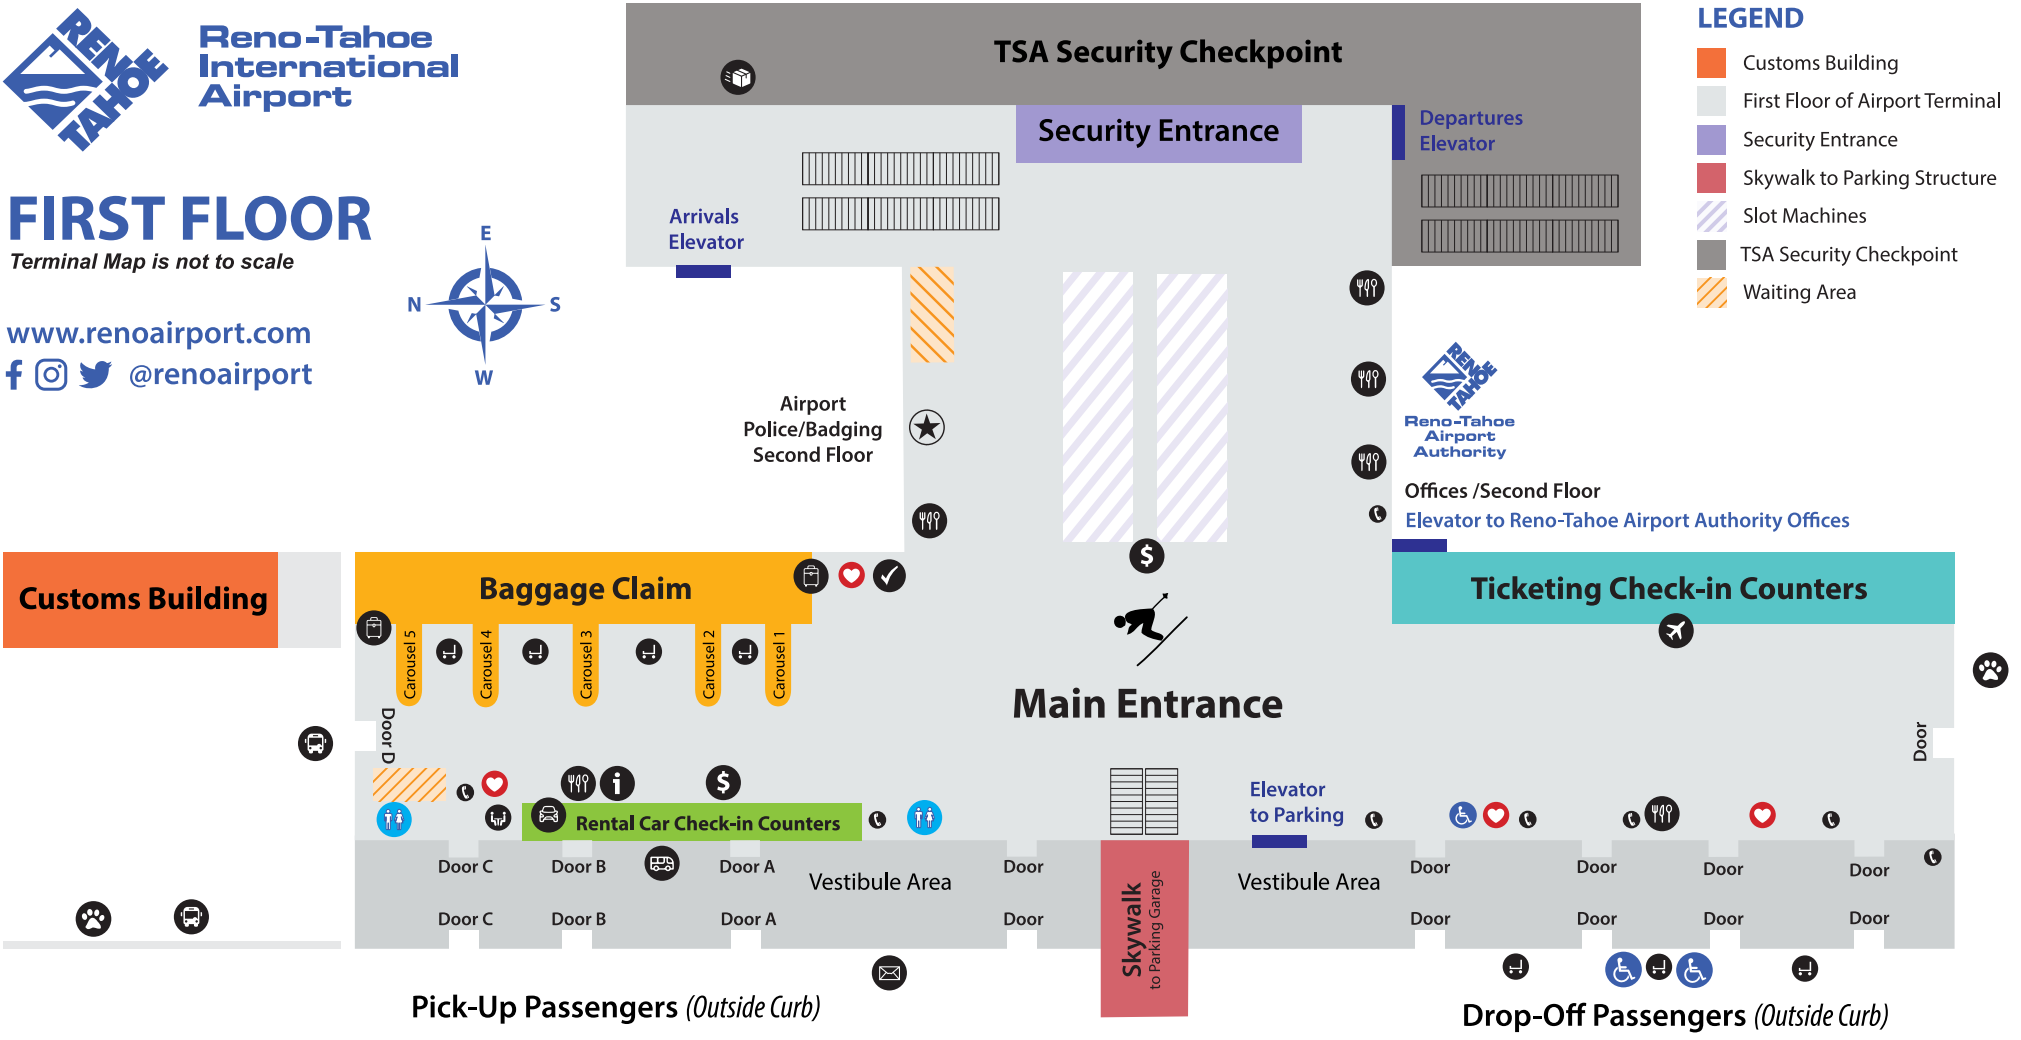 RENO
TAHOE
Reno-Tahoe
International
Airport
FIRST FLOOR
Terminal Map is not to scale
www.renoairport.com
@renoairport
E
N
S
W
TSA Security Checkpoint
Security Entrance
Departures
Elevator
Arrivals
Elevator
LEGEND
Customs Building
First Floor of Airport Terminal
Security Entrance
Skywalk to Parking Structure
Slot Machines
TSA Security Checkpoint
Waiting Area
Airport
Police/Badging
Second Floor
RENO
TAHOE
Reno-Tahoe
Airport
Authority
Offices /Second Floor
Elevator to Reno-Tahoe Airport Authority Offices
$
Customs Building
Baggage Claim
Ticketing Check-in Counters
Carousel 5
Carousel 4
Carousel 3
Carousel 2
Carousel 1
Main Entrance
Door D
Door
i
$
Rental Car Check-in Counters
Elevator
to Parking
Door C
Door B
Door A
Vestibule Area
Door
Skywalk
to Parking Garage
Vestibule Area
Door
Door
Door
Door
Door C
Door B
Door A
Door
Door
Door
Door
Door
Pick-Up Passengers (Outside Curb)
Drop-Off Passengers (Outside Curb)